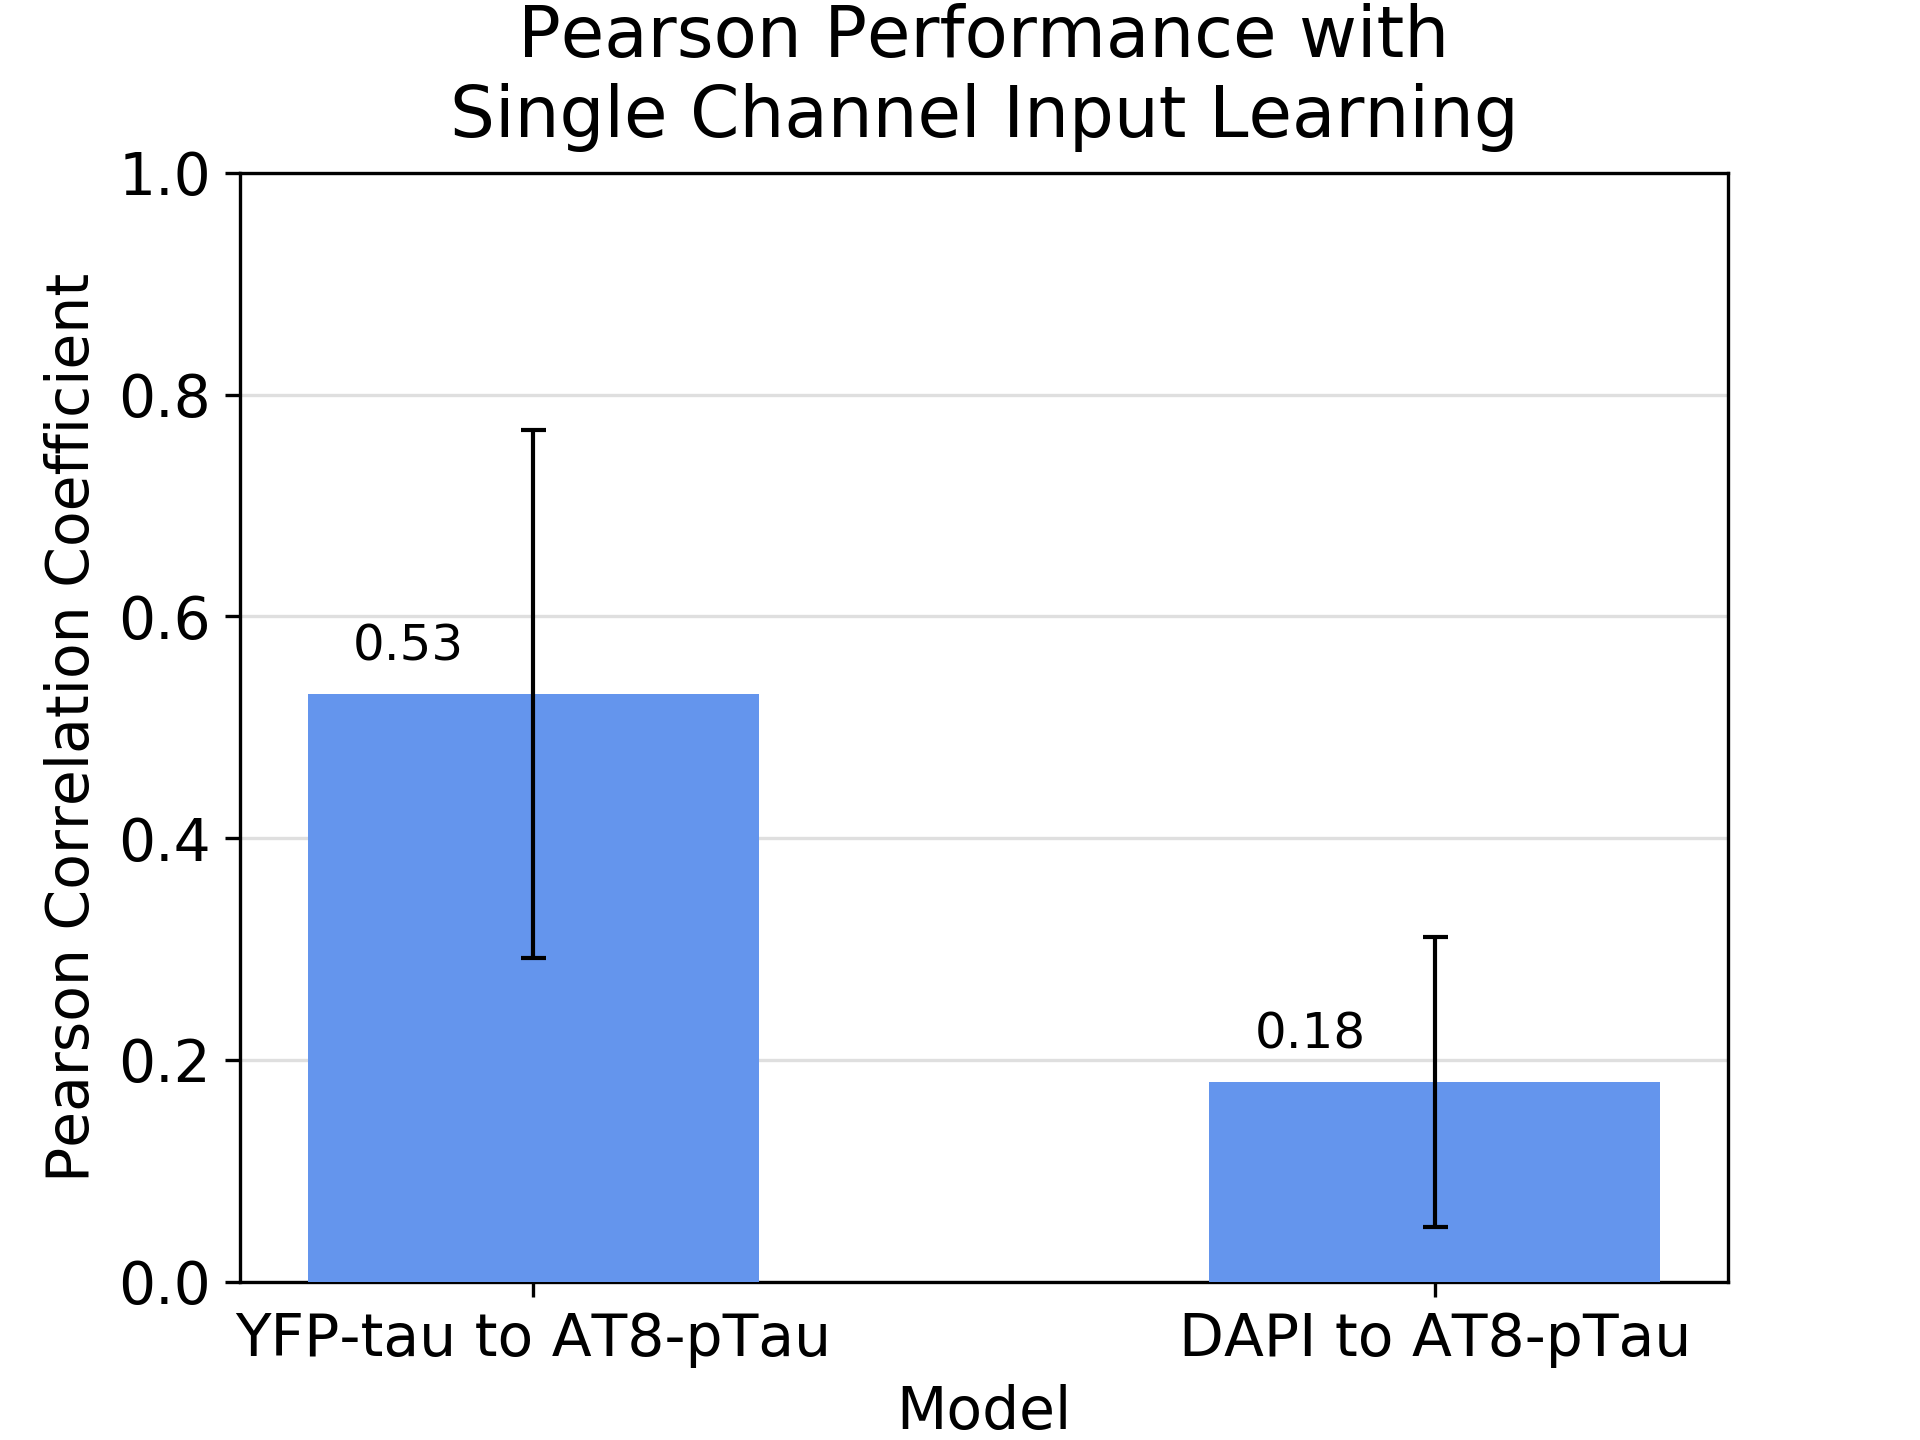 Pearson Performance with
Single Channel Input Learning
Pearson Correlation Coefficient
1.0
0.8
0.6
0.4
0.2
0.0
0.53
0.18
YFP-tau to AT8-pTau
DAPI to AT8-pTau
Model